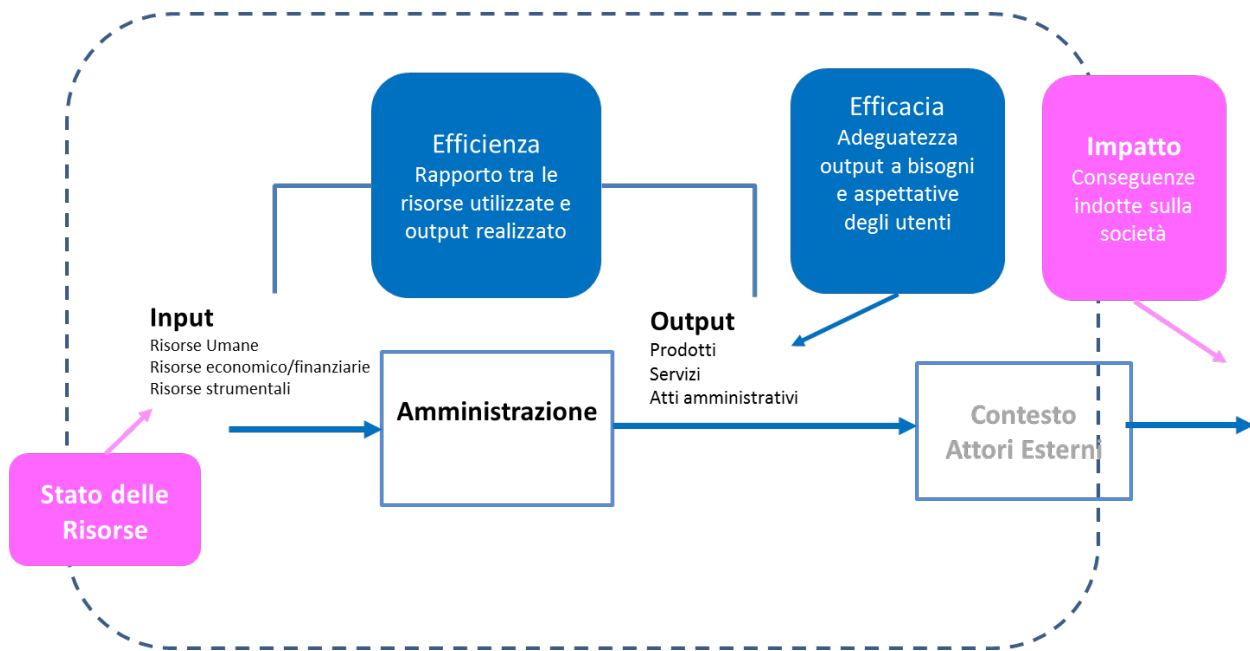 Efficienza
Rapporto tra le
risorse utilizzate e
output realizzato
Efficacia
Adeguatezza
output a bisogni
e aspettative
degli utenti
Impatto
Conseguenze
indotte sulla
società
Input
Risorse Umane
Risorse economico/finanziarie
Risorse strumentali
Amministrazione
Output
Prodotti
Servizi
Atti amministrativi
Contesto
Attori Esterni
Stato delle
Risorse